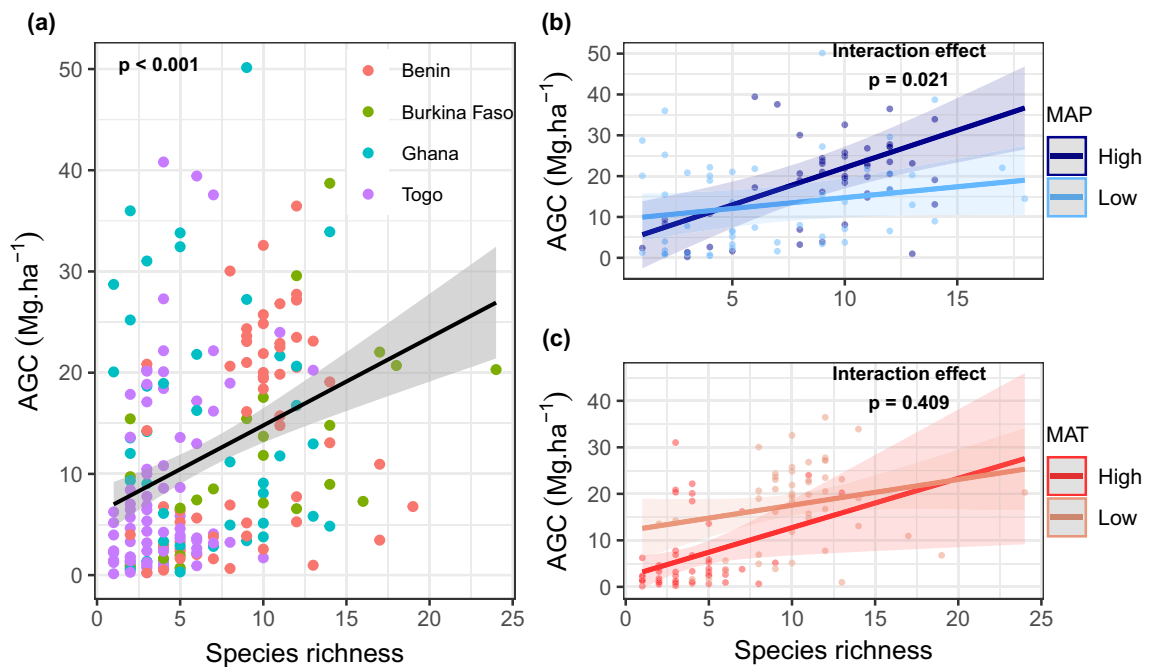 (a)
p < 0.001
Benin
Burkina Faso
Ghana
Togo
50
40
30
20
10
0
AGC (Mg.ha⁻¹)
0 5 10 15 20 25
Species richness
(b)
Interaction effect
p = 0.021
50
40
30
20
10
0
AGC (Mg.ha⁻¹)
5 10 15
MAP
High
Low
(c)
Interaction effect
p = 0.409
40
30
20
10
0
AGC (Mg.ha⁻¹)
0 5 10 15 20 25
Species richness
MAT
High
Low